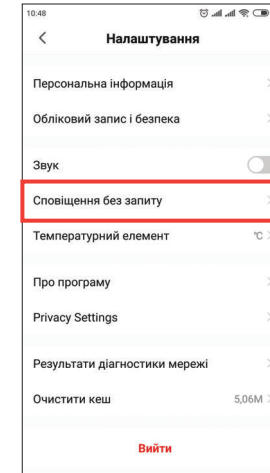 10:48
Налаштування
Персональна інформація
Обліковий запис і безпека
Звук
Сповіщення без запиту
Температурний елемент °C
Про програму
Privacy Settings
Результати діагностики мережі
Очистити кеш 5,06M
Вийти